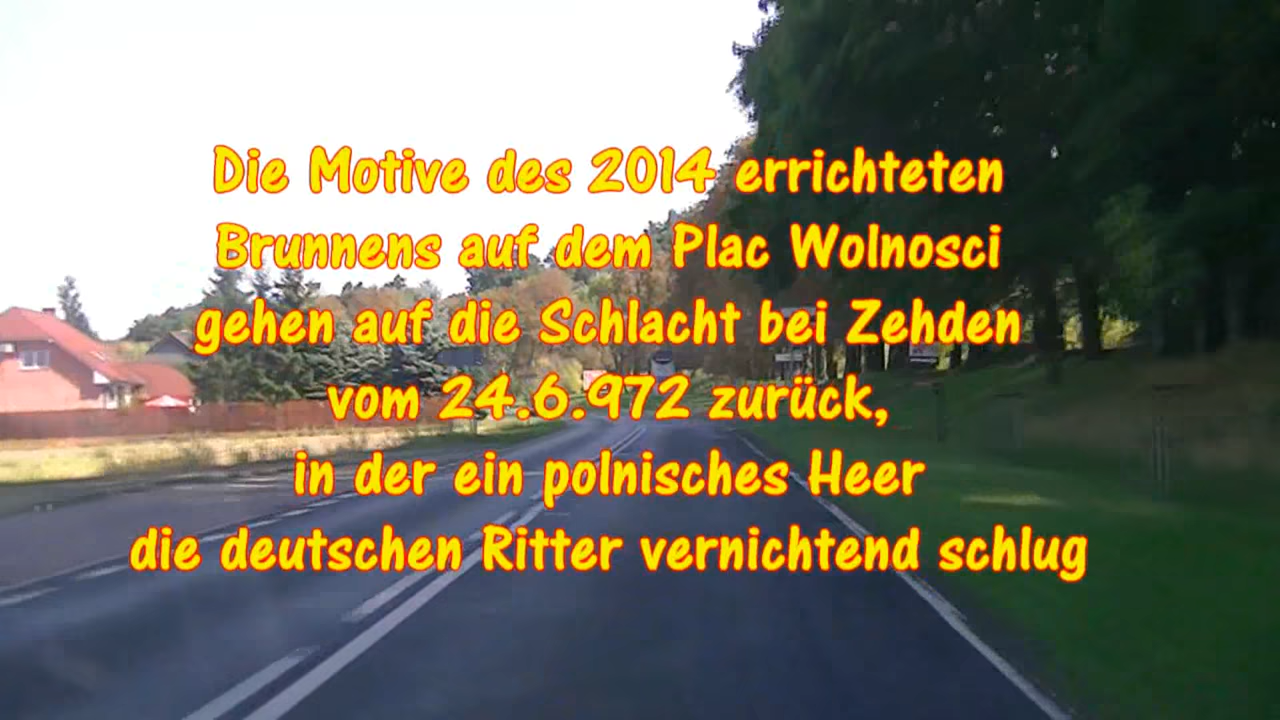 Die Motive des 2014 errichteten
Brunnens auf dem Plac Wolnosci
gehen auf die Schlacht bei Zehden
vom 24.6.972 zurück,
in der ein polnisches Heer
die deutschen Ritter vernichtend schlug